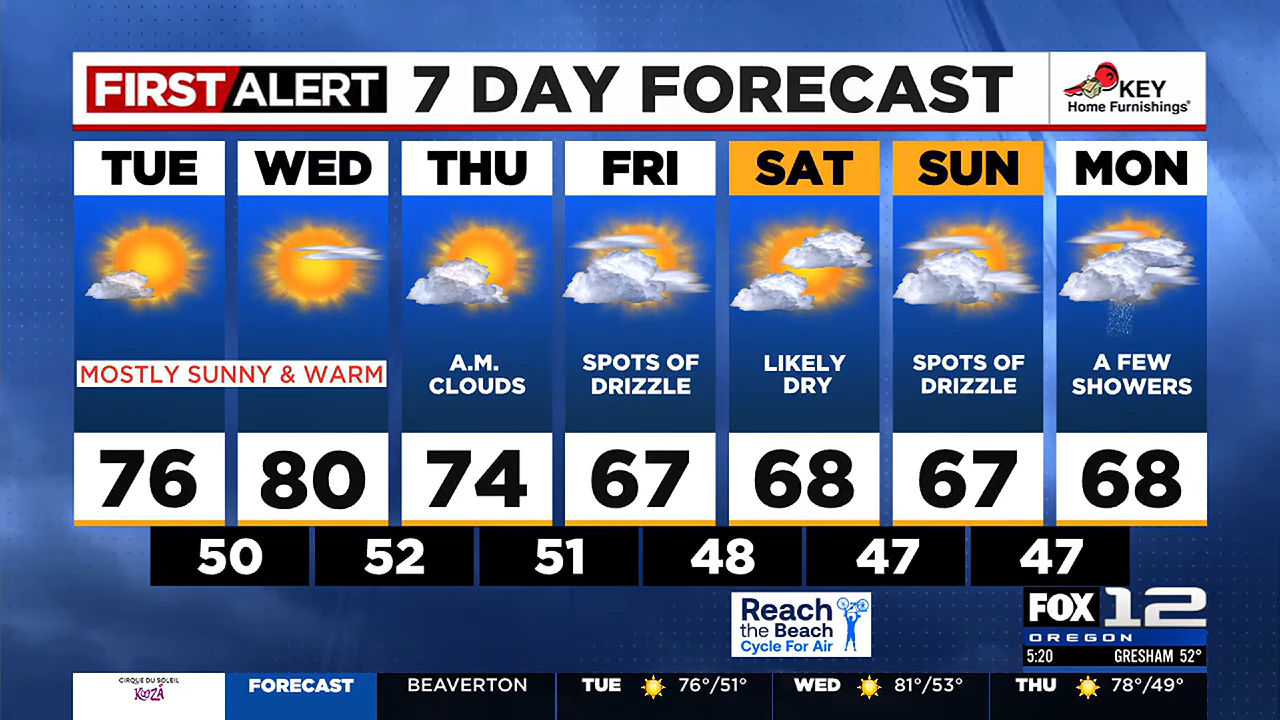 FIRST ALERT 7 DAY FORECAST
KEY
Home Furnishings®
TUE WED THU FRI SAT SUN MON
MOSTLY SUNNY & WARM
A.M.
CLOUDS
SPOTS OF
DRIZZLE
LIKELY
DRY
SPOTS OF
DRIZZLE
A FEW
SHOWERS
76 80 74 67 68 67 68
50 52 51 48 47 47
Reach
the Beach
Cycle For Air
FOX 12
OREGON
5:20 GRESHAM 52°
CIRQUE DU SOLEIL
KOOZÅ
FORECAST BEAVERTON TUE 76°/51° WED 81°/53° THU 78°/49°